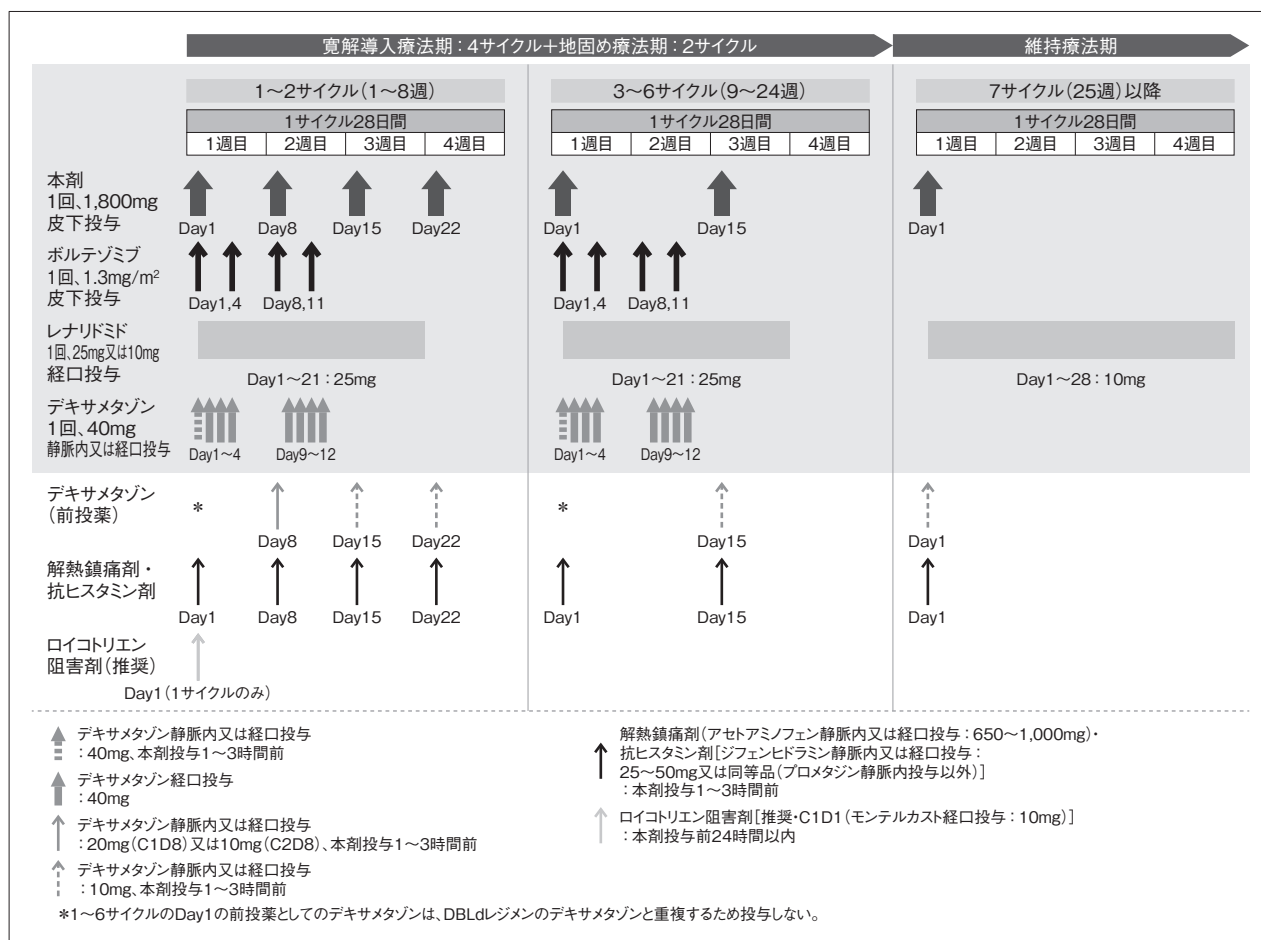 寛解導入療法期：4サイクル＋地固め療法期：2サイクル
維持療法期
1～2サイクル（1～8週）
3～6サイクル（9～24週）
7サイクル（25週）以降
1サイクル28日間
1サイクル28日間
1サイクル28日間
1週目 2週目 3週目 4週目
1週目 2週目 3週目 4週目
1週目 2週目 3週目 4週目
本剤
1回、1,800mg
皮下投与
Day1 Day8 Day15 Day22
Day1 Day15
Day1
ボルテゾミブ
1回、1.3mg/m²
皮下投与
Day1,4 Day8,11
Day1,4 Day8,11
レナリドミド
1回、25mg又は10mg
経口投与
Day1～21：25mg
Day1～21：25mg
Day1～28：10mg
デキサメタゾン
1回、40mg
静脈内又は経口投与
Day1～4 Day9～12
Day1～4 Day9～12
デキサメタゾン
（前投薬）
* Day8 Day15 Day22
* Day15
Day1
解熱鎮痛剤・
抗ヒスタミン剤
Day1 Day8 Day15 Day22
Day1 Day15
Day1
ロイコトリエン
阻害剤（推奨）
Day1（1サイクルのみ）
デキサメタゾン静脈内又は経口投与
：40mg、本剤投与1～3時間前
デキサメタゾン経口投与
：40mg
デキサメタゾン静脈内又は経口投与
：20mg（C1D8）又は10mg（C2D8）、本剤投与1～3時間前
デキサメタゾン静脈内又は経口投与
：10mg、本剤投与1～3時間前
解熱鎮痛剤（アセトアミノフェン静脈内又は経口投与：650～1,000mg）・
抗ヒスタミン剤［ジフェンヒドラミン静脈内又は経口投与：
25～50mg又は同等品（プロメタジン静脈内投与以外）］
：本剤投与1～3時間前
ロイコトリエン阻害剤［推奨・C1D1（モンテルカスト経口投与：10mg）］
：本剤投与前24時間以内
*1～6サイクルのDay1の前投薬としてのデキサメタゾンは、DBLdレジメンのデキサメタゾンと重複するため投与しない。